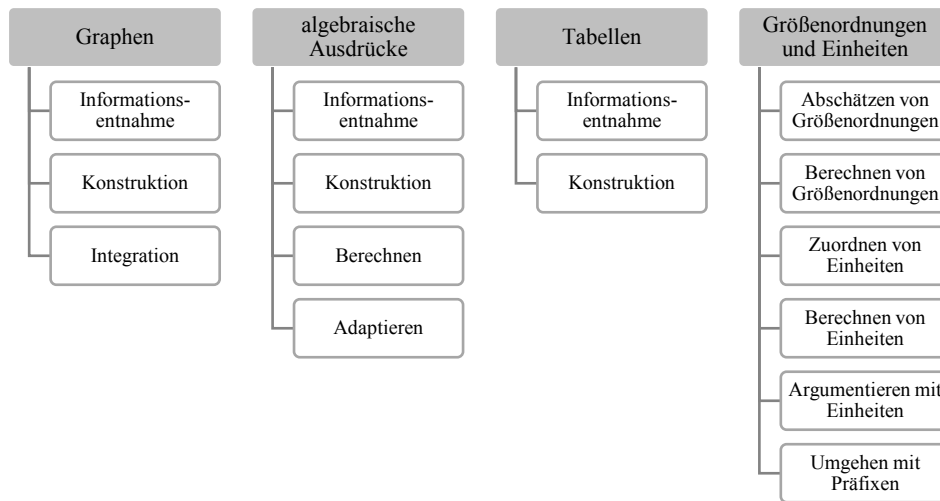 Graphen
Informations-
entnahme
Konstruktion
Integration
algebraische
Ausdrücke
Informations-
entnahme
Konstruktion
Berechnen
Adaptieren
Tabellen
Informations-
entnahme
Konstruktion
Größenordnungen
und Einheiten
Abschätzen von
Größenordnungen
Berechnen von
Größenordnungen
Zuordnen von
Einheiten
Berechnen von
Einheiten
Argumentieren mit
Einheiten
Umgehen mit
Präfixen